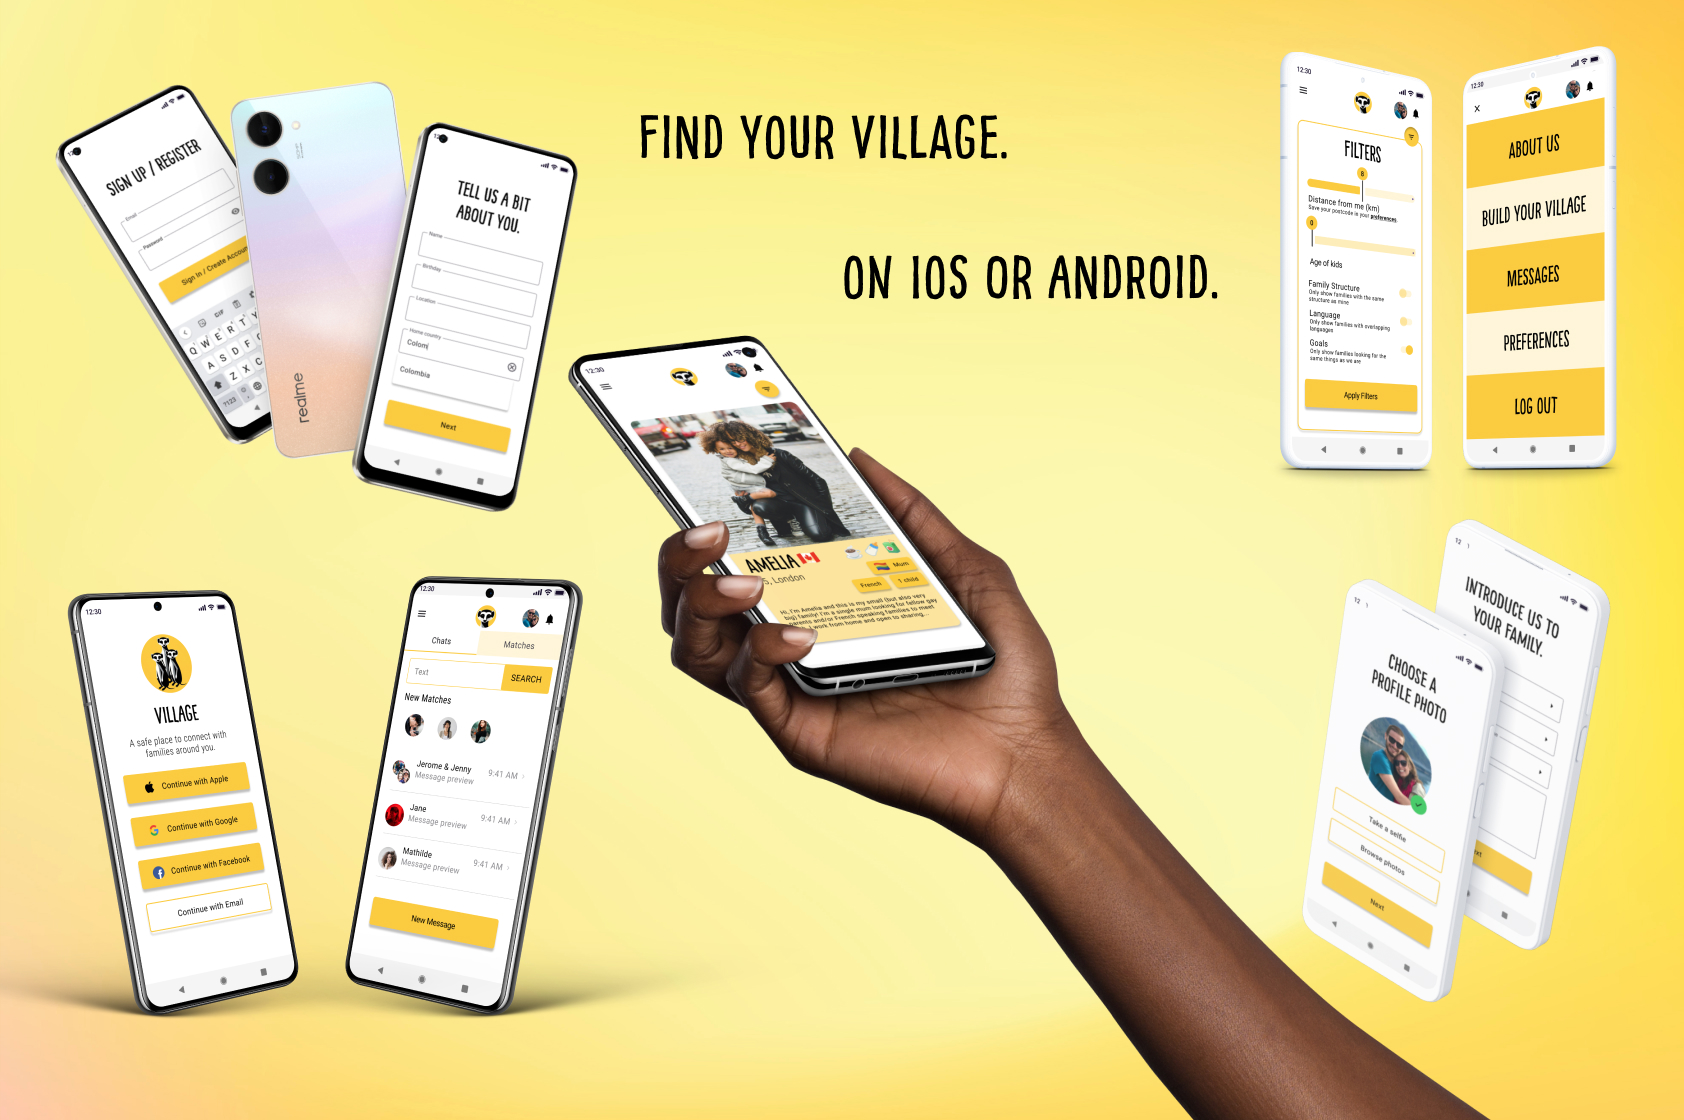 FIND YOUR VILLAGE.
ON IOS OR ANDROID.
SIGN UP / REGISTER
Email
Password
Sign In / Create Account
QWERTY
ASDF
ZXC
?123
realme
TELL US A BIT
ABOUT YOU.
Name
Birthday
Location
Home country
Colom
Colombia
Next
12:30
FILTERS
8
Distance from me (km)
Save your postcode in your preferences.
0
Age of kids
Family Structure
Only show families with the same
structure as mine
Language
Only show families with overlapping
languages
Goals
Only show families looking for the
same things as we are
Apply Filters
12:30
X
ABOUT US
BUILD YOUR VILLAGE
MESSAGES
PREFERENCES
LOG OUT
12:30
AMELIA
S, London
Mum
French
1 child
Hi, I'm Amelia and this is my small (but also very
big) family! I'm a single mum looking for fellow gay
parents and/or French speaking families to meet
I work from home and open to sharing...
12:30
VILLAGE
A safe place to connect with
families around you.
Continue with Apple
Continue with Google
Continue with Facebook
Continue with Email
12:30
Chats
Matches
Text
SEARCH
New Matches
Jerome & Jenny
Message preview
9:41 AM
Jane
Message preview
9:41 AM
Mathilde
Message preview
9:41 AM
New Message
12
INTRODUCE US TO
YOUR FAMILY.
12
CHOOSE A
PROFILE PHOTO
Take a selfie
Browse photos
Next